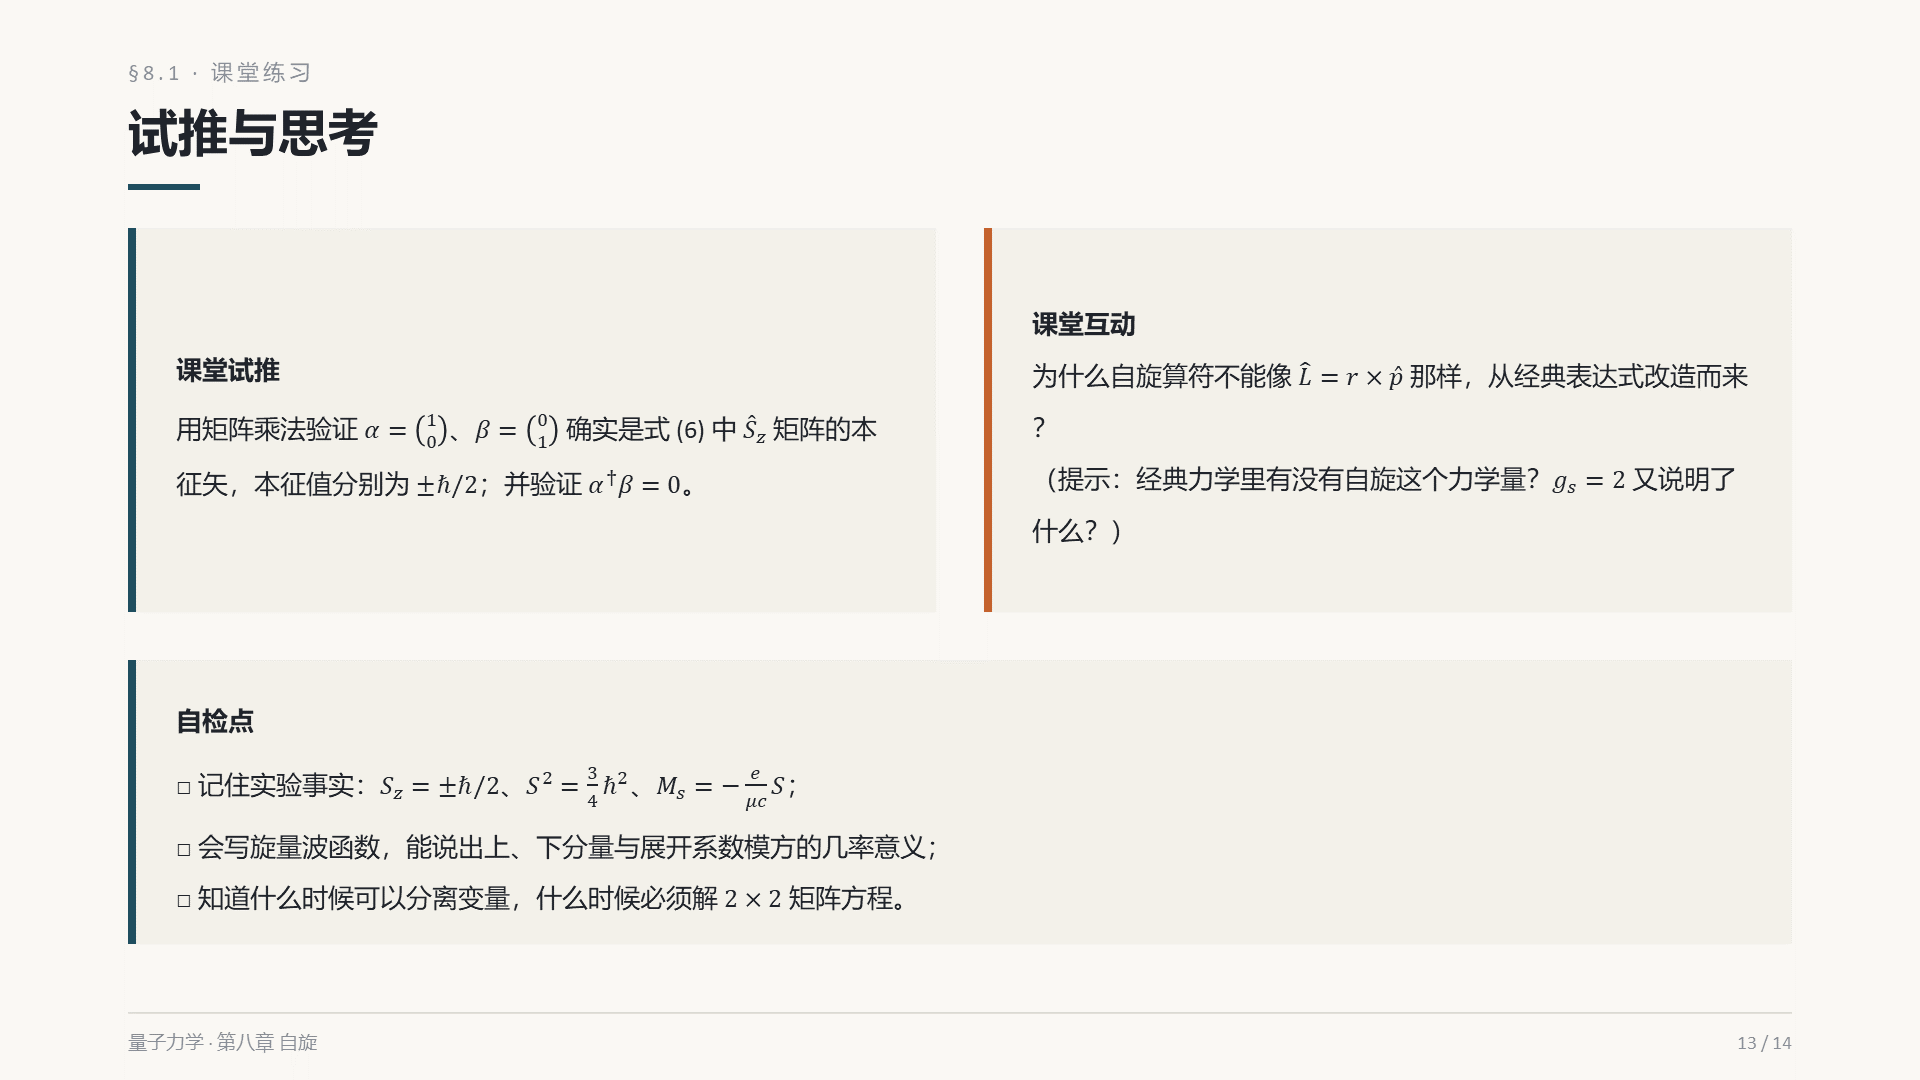 §8.1 · 课堂练习
试推与思考
课堂试推
用矩阵乘法验证 α = (1 0)、β = (0 1) 确实是式 (6) 中 Ŝ_z 矩阵的本
征矢，本征值分别为 ±ℏ/2；并验证 α†β = 0。
课堂互动
为什么自旋算符不能像 L̂ = r × p̂ 那样，从经典表达式改造而来
？
（提示：经典力学里有没有自旋这个力学量？g_s = 2 又说明了
什么？）
自检点
□ 记住实验事实：S_z = ±ℏ/2、S² = 3/4 ℏ²、M_s = −e/μc S；
□ 会写旋量波函数，能说出上、下分量与展开系数模方的几率意义；
□ 知道什么时候可以分离变量，什么时候必须解 2 × 2 矩阵方程。
量子力学 · 第八章 自旋
13 / 14